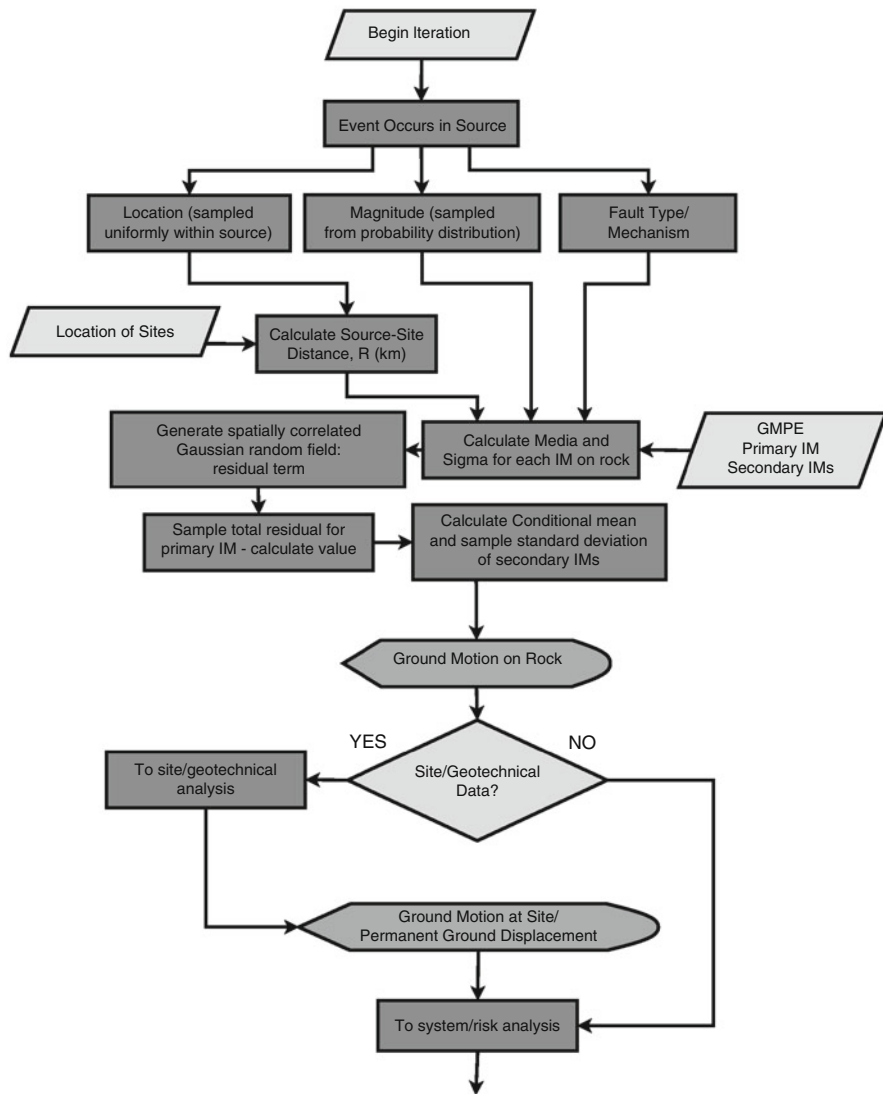 Begin Iteration
Event Occurs in Source
Location (sampled
uniformly within source)
Magnitude (sampled
from probability distribution)
Fault Type/
Mechanism
Location of Sites
Calculate Source-Site
Distance, R (km)
Generate spatially correlated
Gaussian random field:
residual term
Calculate Media and
Sigma for each IM on rock
GMPE
Primary IM
Secondary IMs
Sample total residual for
primary IM - calculate value
Calculate Conditional mean
and sample standard deviation
of secondary IMs
Ground Motion on Rock
YES
NO
To site/geotechnical
analysis
Site/Geotechnical
Data?
Ground Motion at Site/
Permanent Ground Displacement
To system/risk analysis